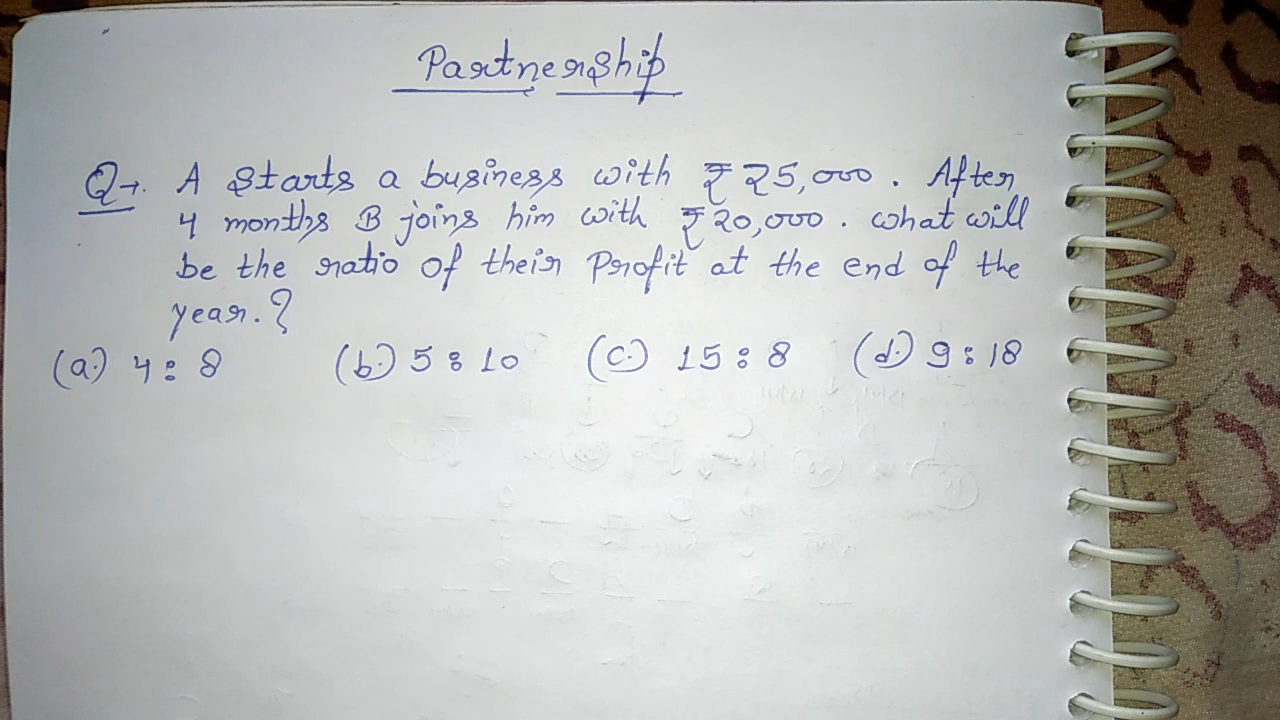 Partnership
Q→. A starts a business with ₹ 25,000. After
4 months B joins him with ₹ 20,000. what will
be the ratio of their Profit at the end of the
year.?
(a.) 4 : 8 (b.) 5 : 10 (c.) 15 : 8 (d.) 9 : 18